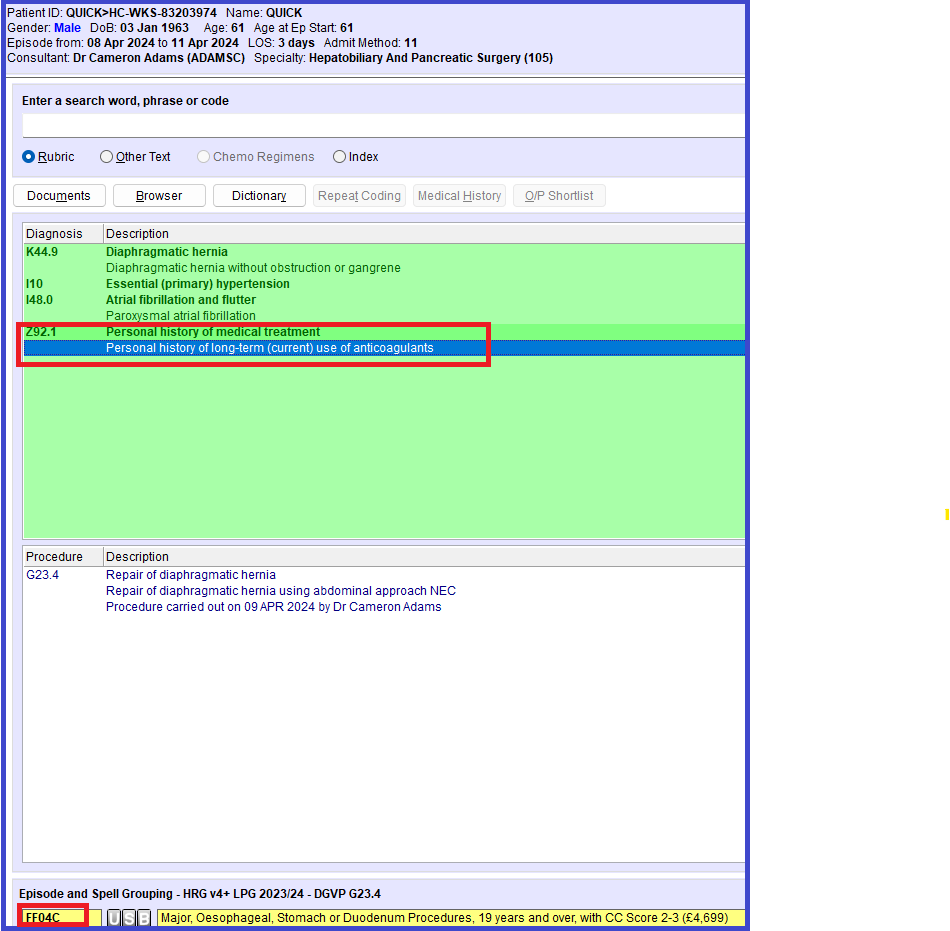 Patient ID: QUICK>HC-WKS-83203974 Name: QUICK
Gender: Male DoB: 03 Jan 1963 Age: 61 Age at Ep Start: 61
Episode from: 08 Apr 2024 to 11 Apr 2024 LOS: 3 days Admit Method: 11
Consultant: Dr Cameron Adams (ADAMSC) Specialty: Hepatobiliary And Pancreatic Surgery (105)
Enter a search word, phrase or code
Rubric Other Text Chemo Regimens Index
Documents Browser Dictionary Repeat Coding Medical History O/P Shortlist
Diagnosis Description
K44.9 Diaphragmatic hernia
Diaphragmatic hernia without obstruction or gangrene
I10 Essential (primary) hypertension
I48.0 Atrial fibrillation and flutter
Paroxysmal atrial fibrillation
Z92.1 Personal history of medical treatment
Personal history of long-term (current) use of anticoagulants
Procedure Description
G23.4 Repair of diaphragmatic hernia
Repair of diaphragmatic hernia using abdominal approach NEC
Procedure carried out on 09 APR 2024 by Dr Cameron Adams
Episode and Spell Grouping - HRG v4+ LPG 2023/24 - DGVP G23.4
FF04C U S B Major, Oesophageal, Stomach or Duodenum Procedures, 19 years and over, with CC Score 2-3 (£4,699)